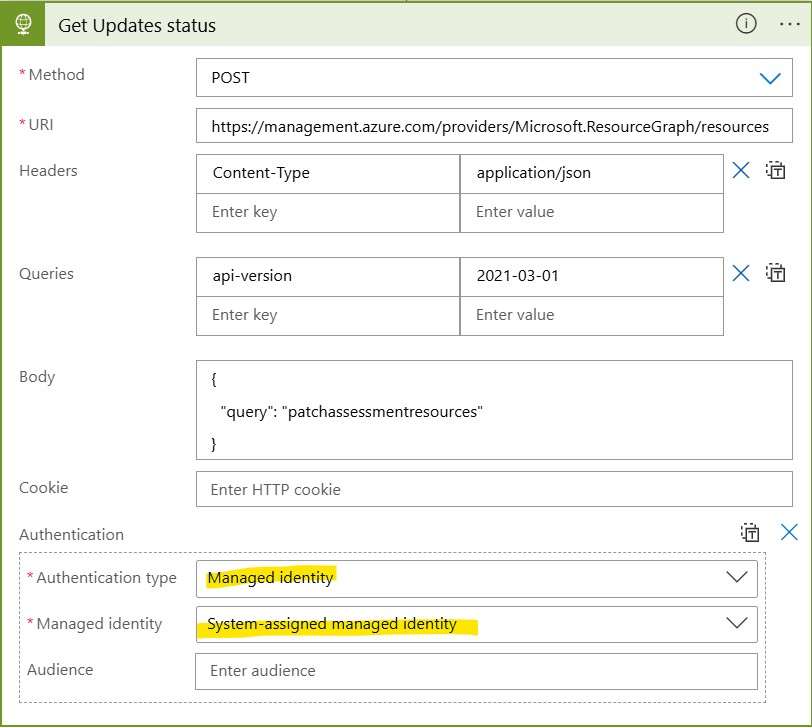 Get Updates status
* Method
POST
* URI
https://management.azure.com/providers/Microsoft.ResourceGraph/resources
Headers
Content-Type application/json
Enter key Enter value
Queries
api-version 2021-03-01
Enter key Enter value
Body
{
"query": "patchassessmentresources"
}
Cookie
Enter HTTP cookie
Authentication
* Authentication type
Managed identity
* Managed identity
System-assigned managed identity
Audience
Enter audience